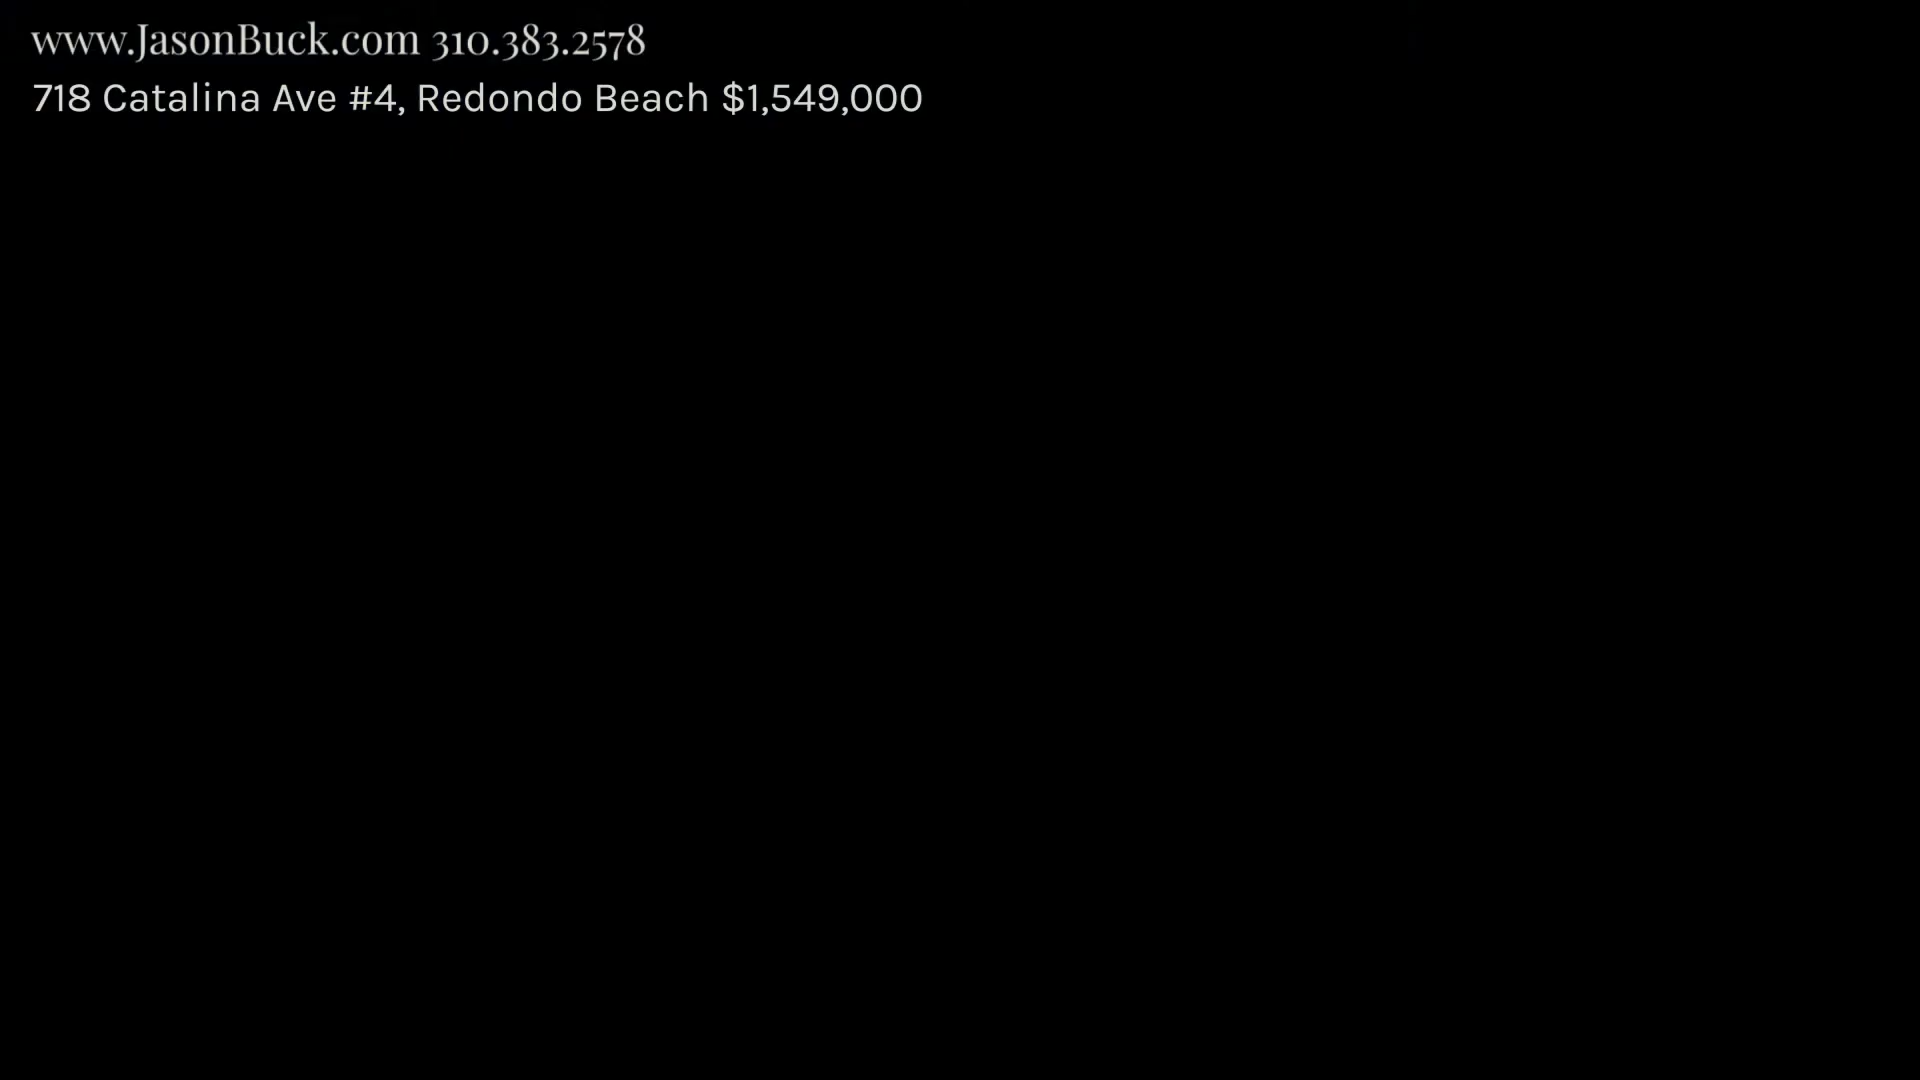 www.JasonBuck.com 310.383.2578
718 Catalina Ave #4, Redondo Beach $1,549,000